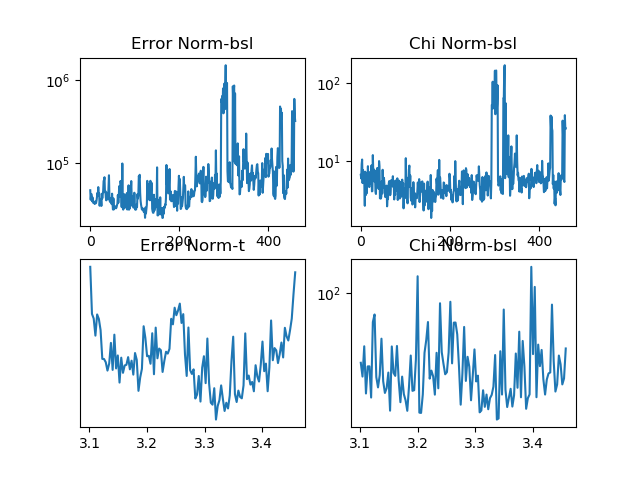 Error Norm-bsl
Chi Norm-bsl
10^6
10^5
10^2
10^1
0 200 400
0 200 400
Error Norm-t
Chi Norm-bsl
10^2
3.1 3.2 3.3 3.4
3.1 3.2 3.3 3.4